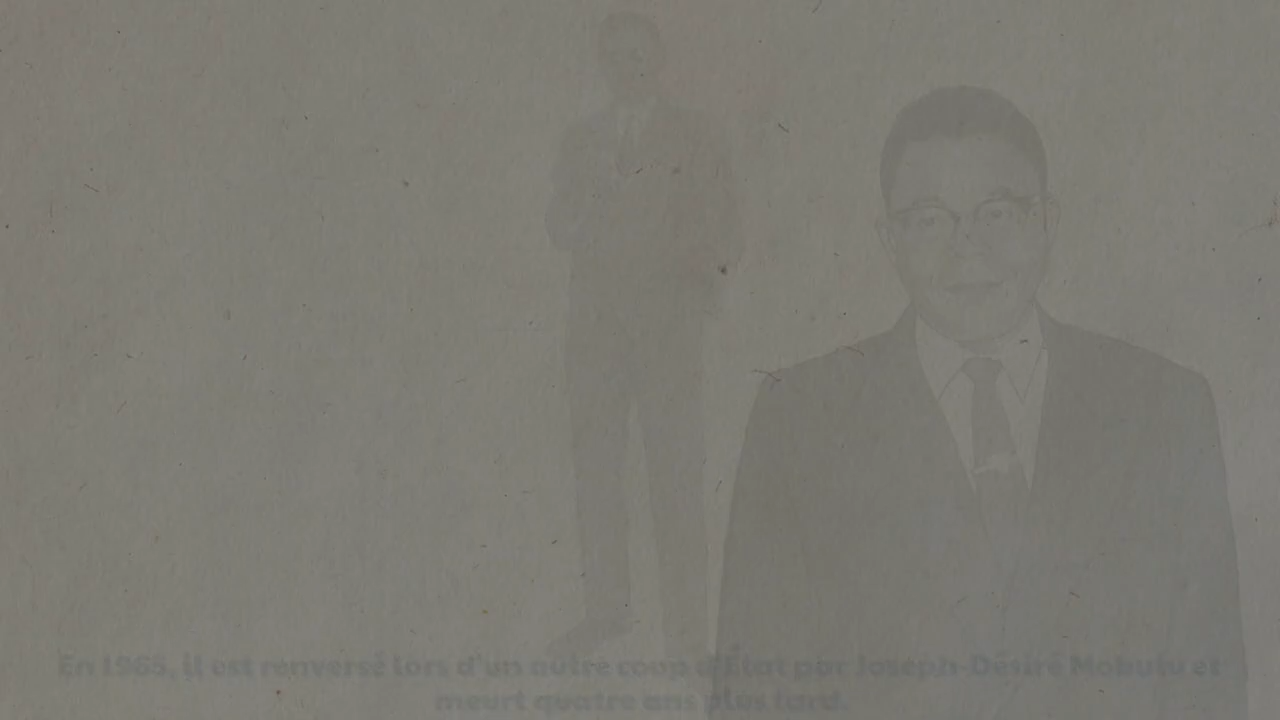 En 1965, il est renversé lors d'un autre coup d'État par Joseph-Désiré Mobutu et
meurt quatre ans plus tard.